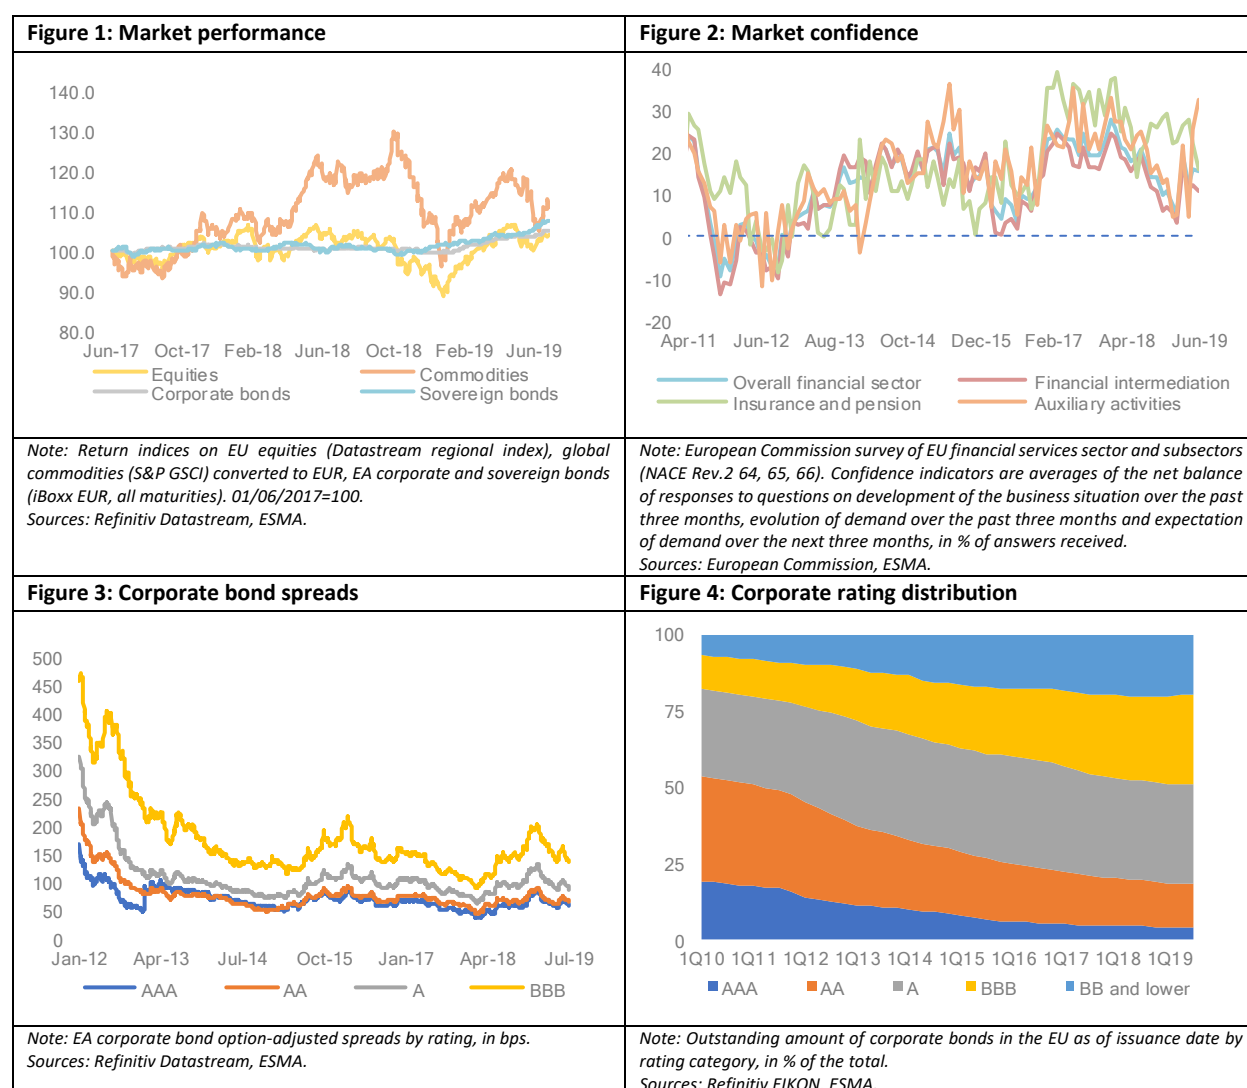 Figure 1: Market performance
140.0
130.0
120.0
110.0
100.0
90.0
80.0
Jun-17 Oct-17 Feb-18 Jun-18 Oct-18 Feb-19 Jun-19
Equities Commodities
Corporate bonds Sovereign bonds
Note: Return indices on EU equities (Datastream regional index), global
commodities (S&P GSCI) converted to EUR, EA corporate and sovereign bonds
(iBoxx EUR, all maturities). 01/06/2017=100.
Sources: Refinitiv Datastream, ESMA.
Figure 2: Market confidence
40
30
20
10
0
-10
-20
Apr-11 Jun-12 Aug-13 Oct-14 Dec-15 Feb-17 Apr-18 Jun-19
Overall financial sector Financial intermediation
Insurance and pension Auxiliary activities
Note: European Commission survey of EU financial services sector and subsectors
(NACE Rev.2 64, 65, 66). Confidence indicators are averages of the net balance
of responses to questions on development of the business situation over the past
three months, evolution of demand over the past three months and expectation
of demand over the next three months, in % of answers received.
Sources: European Commission, ESMA.
Figure 3: Corporate bond spreads
500
450
400
350
300
250
200
150
100
50
0
Jan-12 Apr-13 Jul-14 Oct-15 Jan-17 Apr-18 Jul-19
AAA AA A BBB
Note: EA corporate bond option-adjusted spreads by rating, in bps.
Sources: Refinitiv Datastream, ESMA.
Figure 4: Corporate rating distribution
100
75
50
25
0
1Q10 1Q11 1Q12 1Q13 1Q14 1Q15 1Q16 1Q17 1Q18 1Q19
AAA AA A BBB BB and lower
Note: Outstanding amount of corporate bonds in the EU as of issuance date by
rating category, in % of the total.
Sources: Refinitiv EIKON, ESMA